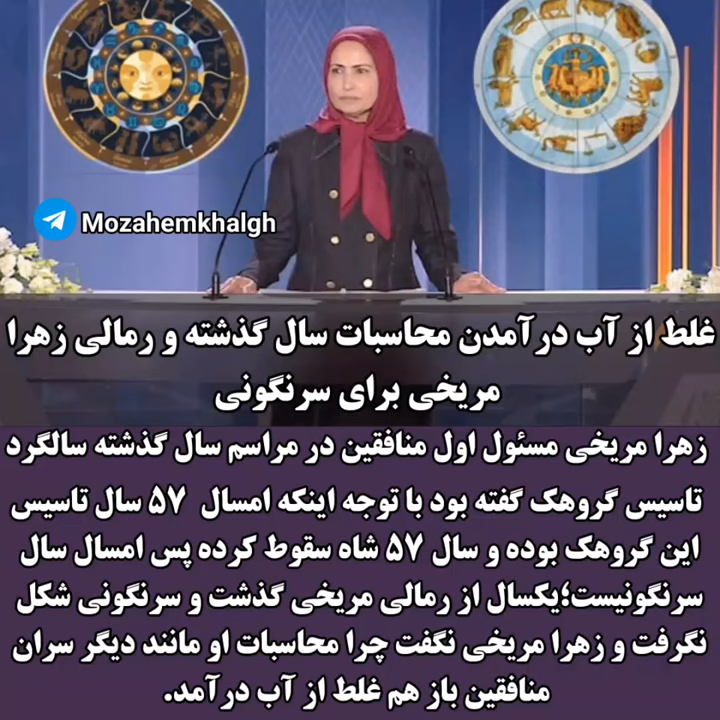 Mozahemkhalgh
غلط از آب درآمدن محاسبات سال گذشته و رمالی زهرا
مریخی برای سرنگونی
زهرا مریخی مسئول اول منافقین در مراسم سال گذشته سالگرد
تاسیس گروهک گفته بود با توجه اینکه امسال ۵۷ سال تاسیس
این گروهک بوده و سال ۵۷ شاه سقوط کرده پس امسال سال
سرنگونیست؛یکسال از رمالی مریخی گذشت و سرنگونی شکل
نگرفت و زهرا مریخی نگفت چرا محاسبات او مانند دیگر سران
منافقین باز هم غلط از آب درآمد.